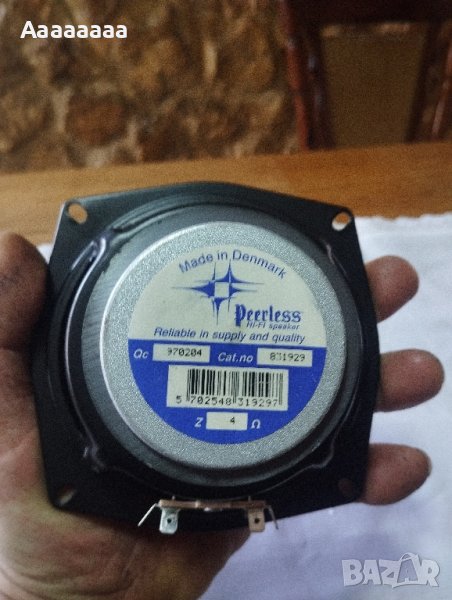 Aaaaaaaa
Made in Denmark
Peerless
Hi-Fi speaker
Reliable in supply and quality
Qc 970204 Cat.no 831929
5 702548 319297
Z 4 Ω
BAZAR